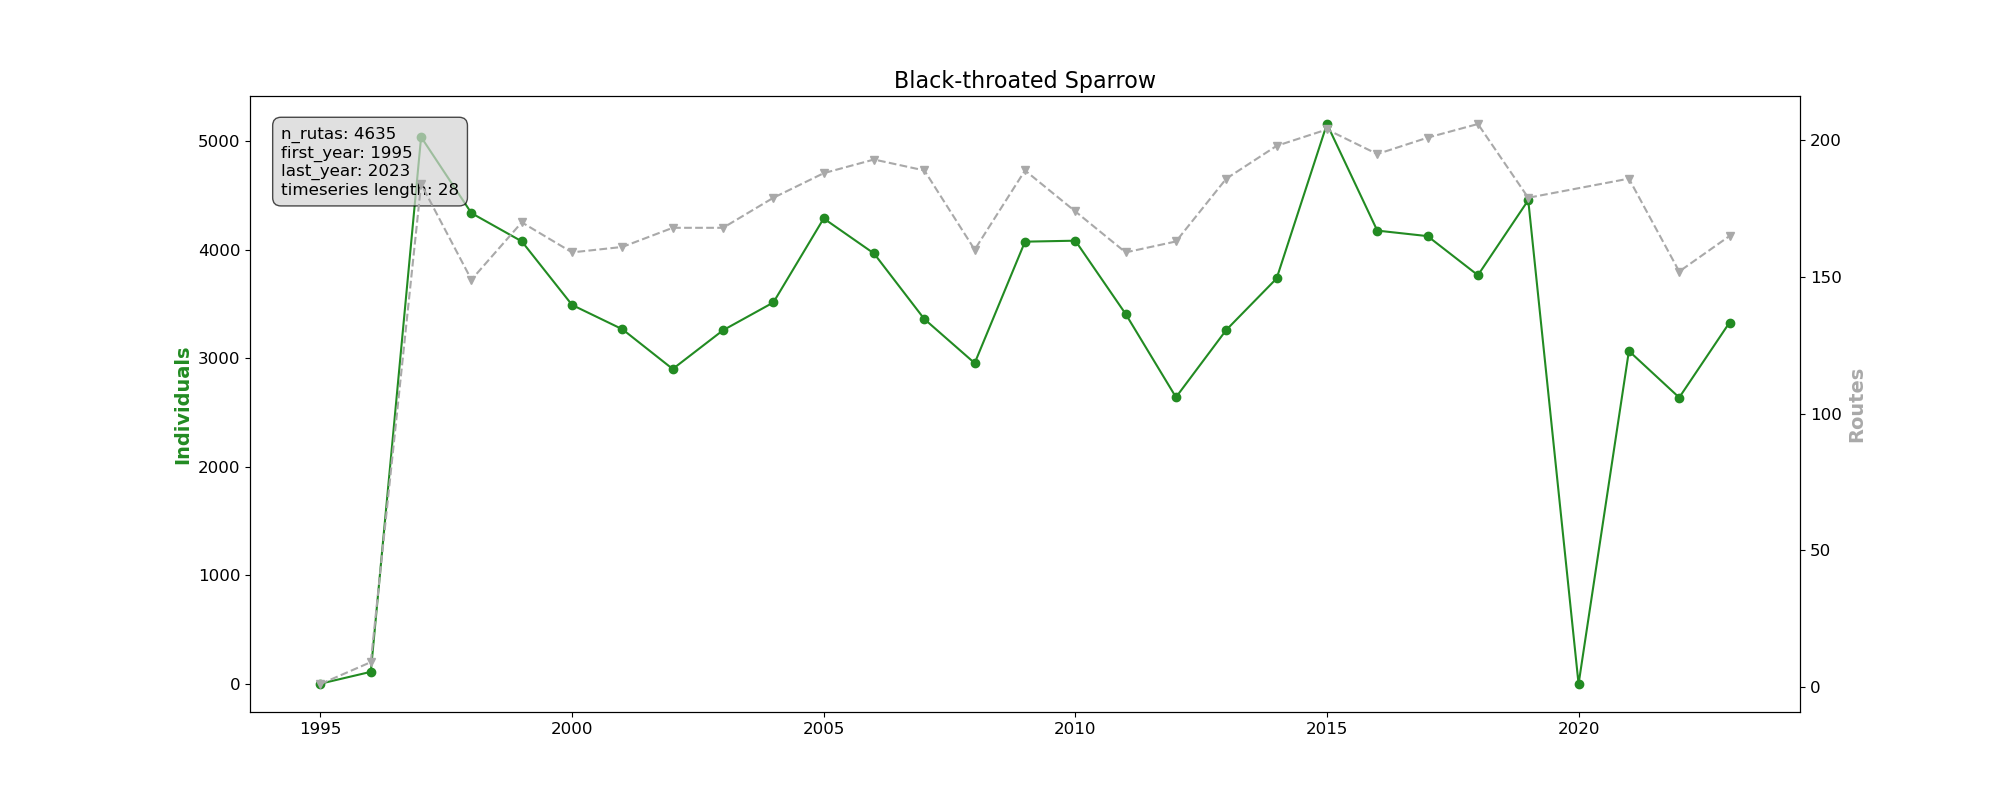 Black-throated Sparrow
n_rutas: 4635
first_year: 1995
last_year: 2023
timeseries length: 28
Individuals
5000
4000
3000
2000
1000
0
200
150
100
50
0
Routes
1995 2000 2005 2010 2015 2020